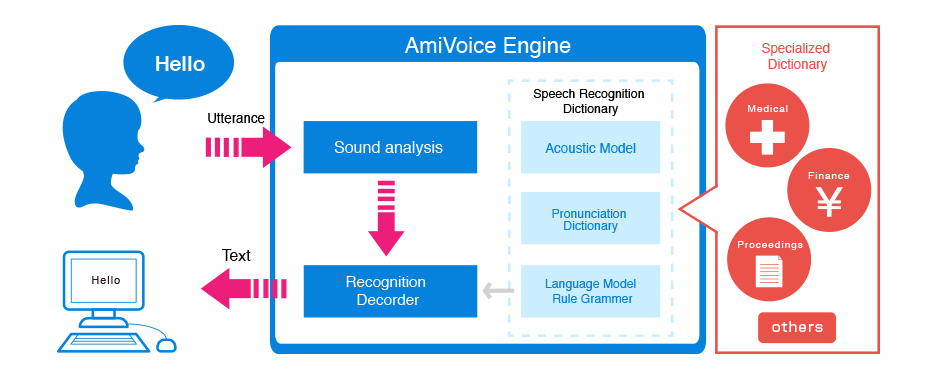 AmiVoice Engine
Hello
Utterance
Sound analysis
Speech Recognition
Dictionary
Acoustic Model
Pronunciation
Dictionary
Language Model
Rule Grammer
Recognition
Decorder
Text
Hello
Specialized
Dictionary
Medical
Finance
¥
Proceedings
others